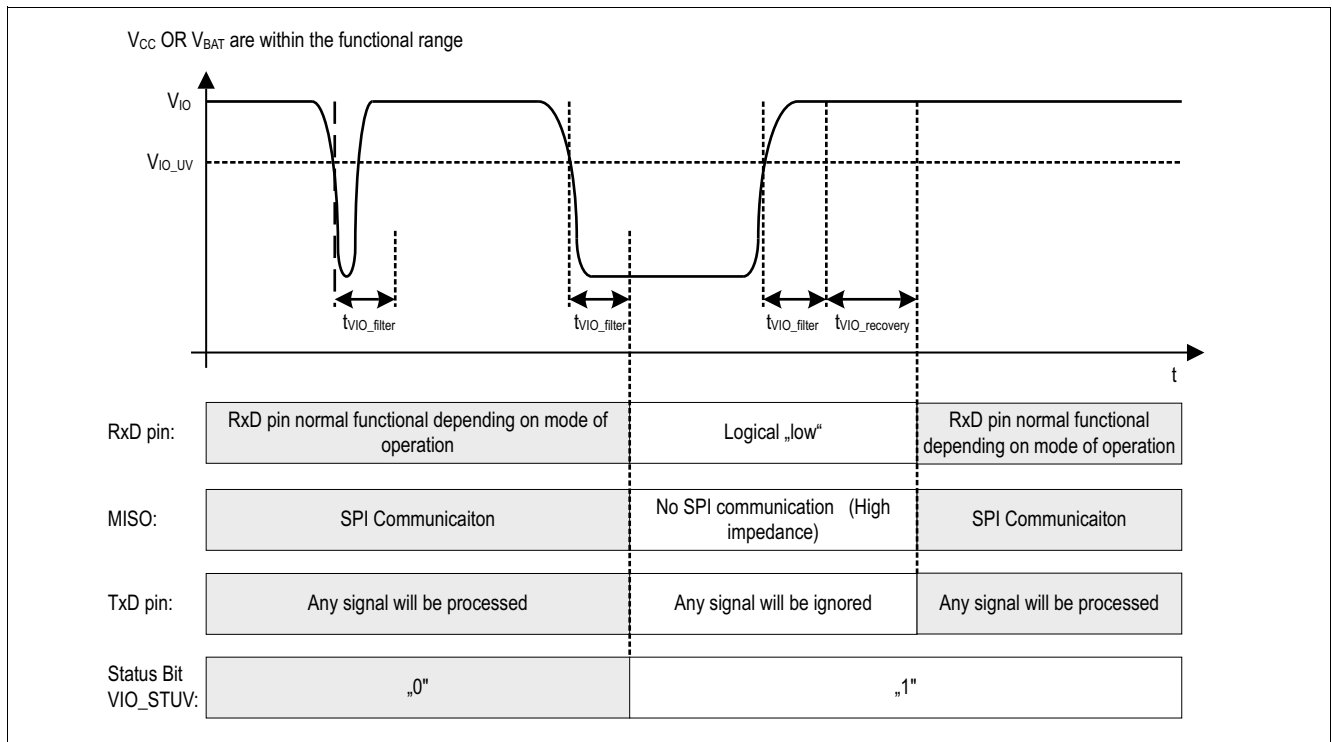 VCC OR VBAT are within the functional range
VIO
VIO_UV
tVIO_filter
tVIO_filter
tVIO_filter
tVIO_recovery
t
RxD pin:
RxD pin normal functional depending on mode of
operation
Logical „low“
RxD pin normal functional
depending on mode of operation
MISO:
SPI Communicaiton
No SPI communication (High
impedance)
SPI Communicaiton
TxD pin:
Any signal will be processed
Any signal will be ignored
Any signal will be processed
Status Bit
VIO_STUV:
„0"
„1"